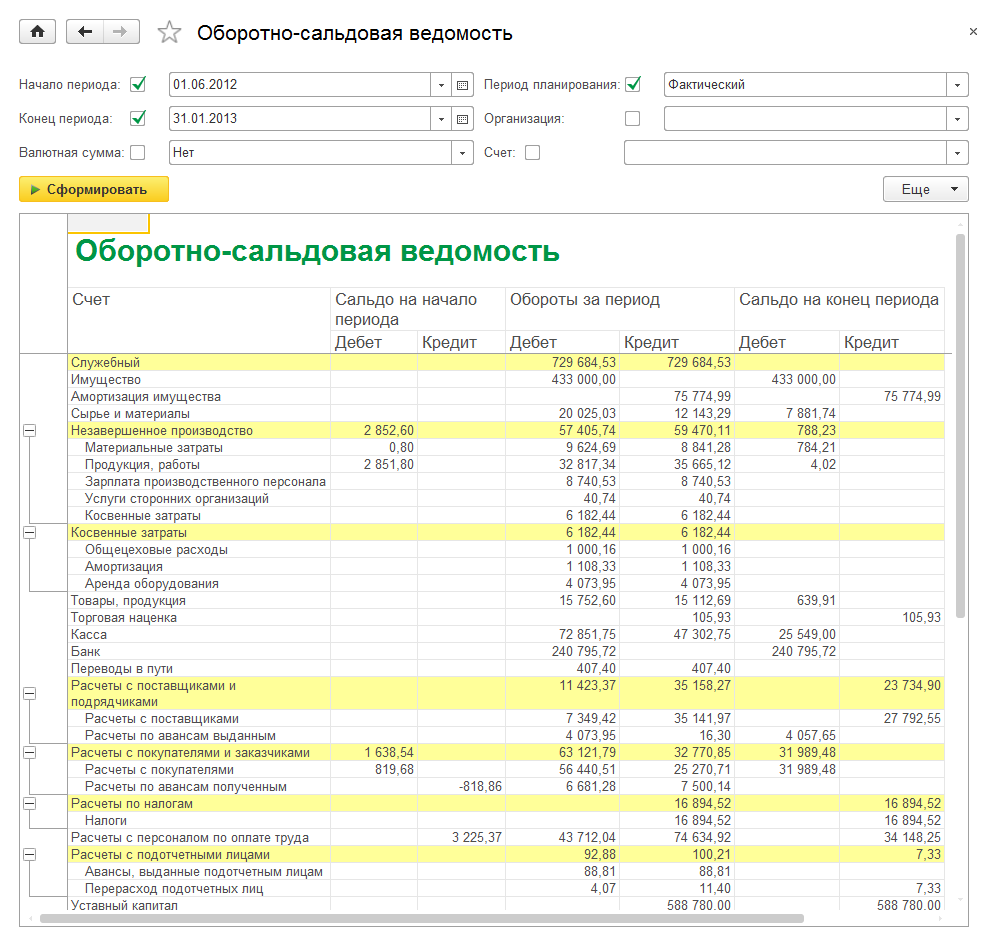 Оборотно-сальдовая ведомость
Начало периода: 01.06.2012 Период планирования: Фактический
Конец периода: 31.01.2013 Организация:
Валютная сумма: Нет Счет:
Сформировать Еще
Оборотно-сальдовая ведомость
Счет Сальдо на начало периода Обороты за период Сальдо на конец периода
Дебет Кредит Дебет Кредит Дебет Кредит
Служебный 729 684,53 729 684,53
Имущество 433 000,00 433 000,00
Амортизация имущества 75 774,99 75 774,99
Сырье и материалы 20 025,03 12 143,29 7 881,74
Незавершенное производство 2 852,60 57 405,74 59 470,11 788,23
Материальные затраты 0,80 9 624,69 8 841,28 784,21
Продукция, работы 2 851,80 32 817,34 35 665,12 4,02
Зарплата производственного персонала 8 740,53 8 740,53
Услуги сторонних организаций 40,74 40,74
Косвенные затраты 6 182,44 6 182,44
Косвенные затраты 6 182,44 6 182,44
Общецеховые расходы 1 000,16 1 000,16
Амортизация 1 108,33 1 108,33
Аренда оборудования 4 073,95 4 073,95
Товары, продукция 15 752,60 15 112,69 639,91
Торговая наценка 105,93 105,93
Касса 72 851,75 47 302,75 25 549,00
Банк 240 795,72 240 795,72
Переводы в пути 407,40 407,40
Расчеты с поставщиками и подрядчиками 11 423,37 35 158,27 23 734,90
Расчеты с поставщиками 7 349,42 35 141,97 27 792,55
Расчеты по авансам выданным 4 073,95 16,30 4 057,65
Расчеты с покупателями и заказчиками 1 638,54 63 121,79 32 770,85 31 989,48
Расчеты с покупателями 819,68 56 440,51 25 270,71 31 989,48
Расчеты по авансам полученным -818,86 6 681,28 7 500,14
Расчеты по налогам 16 894,52 16 894,52
Налоги 16 894,52 16 894,52
Расчеты с персоналом по оплате труда 3 225,37 43 712,04 74 634,92 34 148,25
Расчеты с подотчетными лицами 92,88 100,21 7,33
Авансы, выданные подотчетным лицам 88,81 88,81
Перерасход подотчетных лиц 4,07 11,40 7,33
Уставный капитал 588 780,00 588 780,00